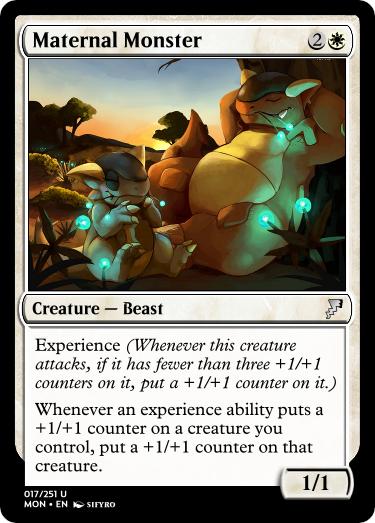 Maternal Monster 2
Creature — Beast
Experience (Whenever this creature
attacks, if it has fewer than three +1/+1
counters on it, put a +1/+1 counter on it.)
Whenever an experience ability puts a
+1/+1 counter on a creature you
control, put a +1/+1 counter on that
creature.
1/1
017/251 U
MON • EN SIFYRO